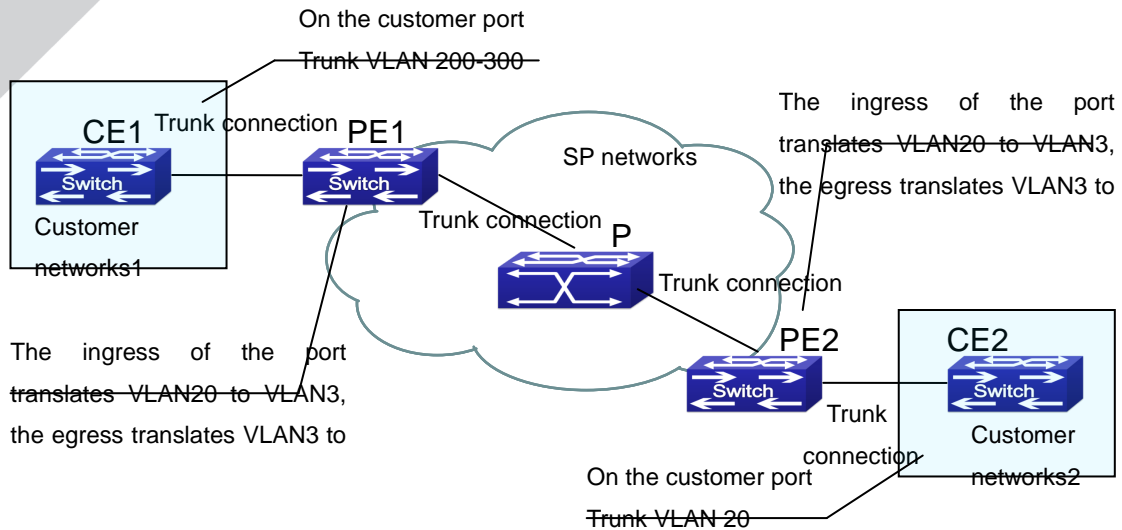 On the customer port
Trunk VLAN 200-300
CE1
Trunk connection
PE1
Switch
Switch
Customer
networks1
SP networks
The ingress of the port
translates VLAN20 to VLAN3,
the egress translates VLAN3 to
Trunk connection
P
Trunk connection
The ingress of the port
translates VLAN20 to VLAN3,
the egress translates VLAN3 to
PE2
CE2
Switch
Switch
Trunk
connection
Customer
networks2
On the customer port
Trunk VLAN 20